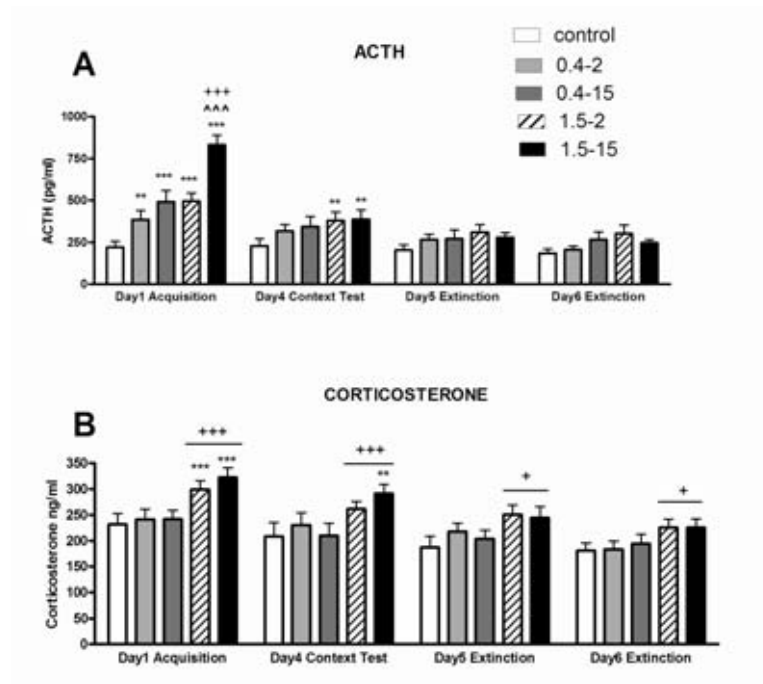 A
ACTH
control
0.4-2
0.4-15
1.5-2
1.5-15
+++
^^^
***
** *** ***
** **
1000
750
500
250
0
ACTH (pg/ml)
Day1 Acquisition Day4 Context Test Day5 Extinction Day6 Extinction
CORTICOSTERONE
B
+++ +++ + +
*** *** **
350
300
250
200
150
100
50
0
Corticosterone ng/ml
Day1 Acquisition Day4 Context Test Day5 Extinction Day6 Extinction